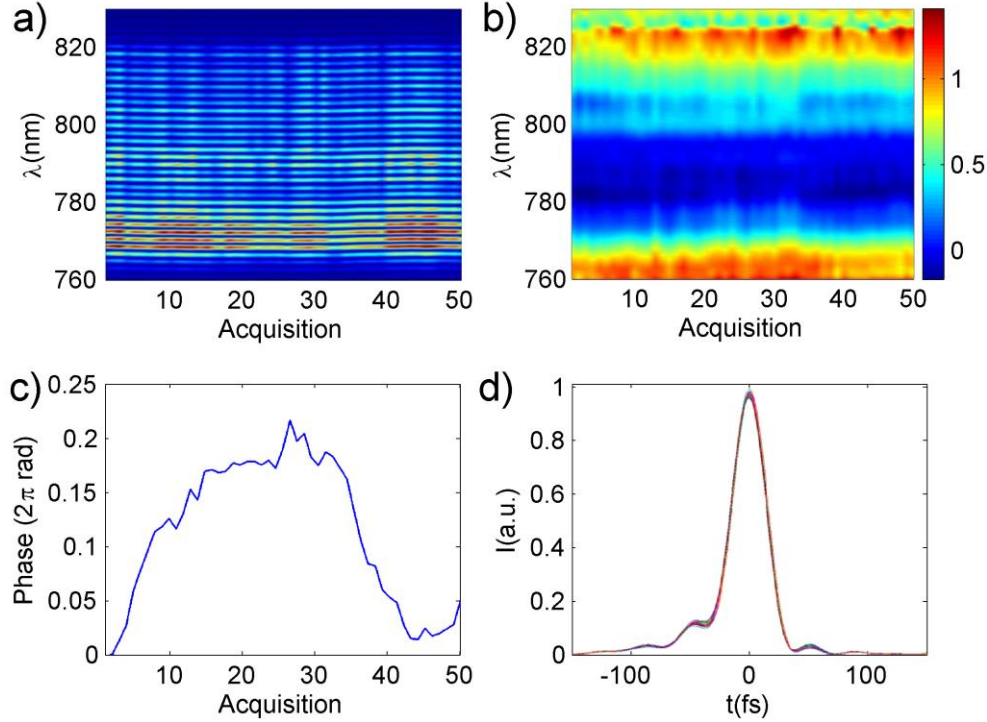 a)
820
800
780
760
λ(nm)
10 20 30 40 50
Acquisition
b)
820
800
780
760
λ(nm)
10 20 30 40 50
Acquisition
1
0.5
0
c)
0.25
0.2
0.15
0.1
0.05
0
Phase (2π rad)
10 20 30 40 50
Acquisition
d)
1
0.8
0.6
0.4
0.2
0
I(a.u.)
-100 0 100
t(fs)